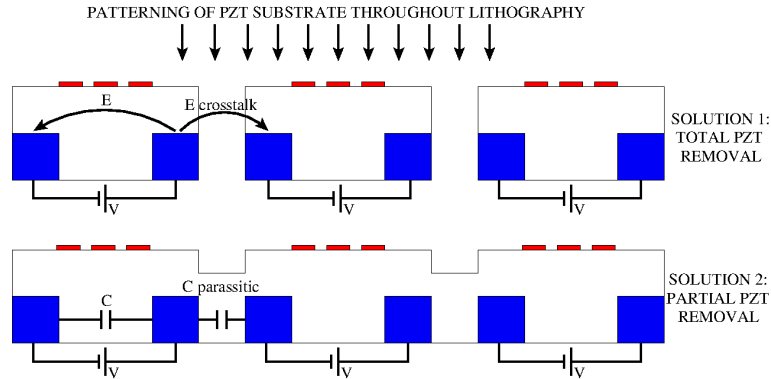 PATTERNING OF PZT SUBSTRATE THROUGHOUT LITHOGRAPHY
E
E crosstalk
SOLUTION 1:
TOTAL PZT
REMOVAL
V
V
V
C
C parassitic
SOLUTION 2:
PARTIAL PZT
REMOVAL
V
V
V